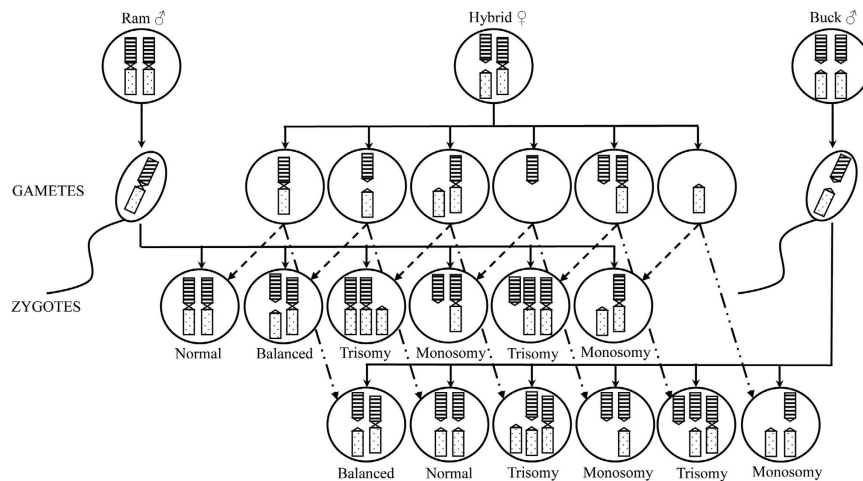 Ram ♂ Hybrid ♀ Buck ♂
GAMETES
ZYGOTES
Normal Balanced Trisomy Monosomy Trisomy Monosomy
Balanced Normal Trisomy Monosomy Trisomy Monosomy